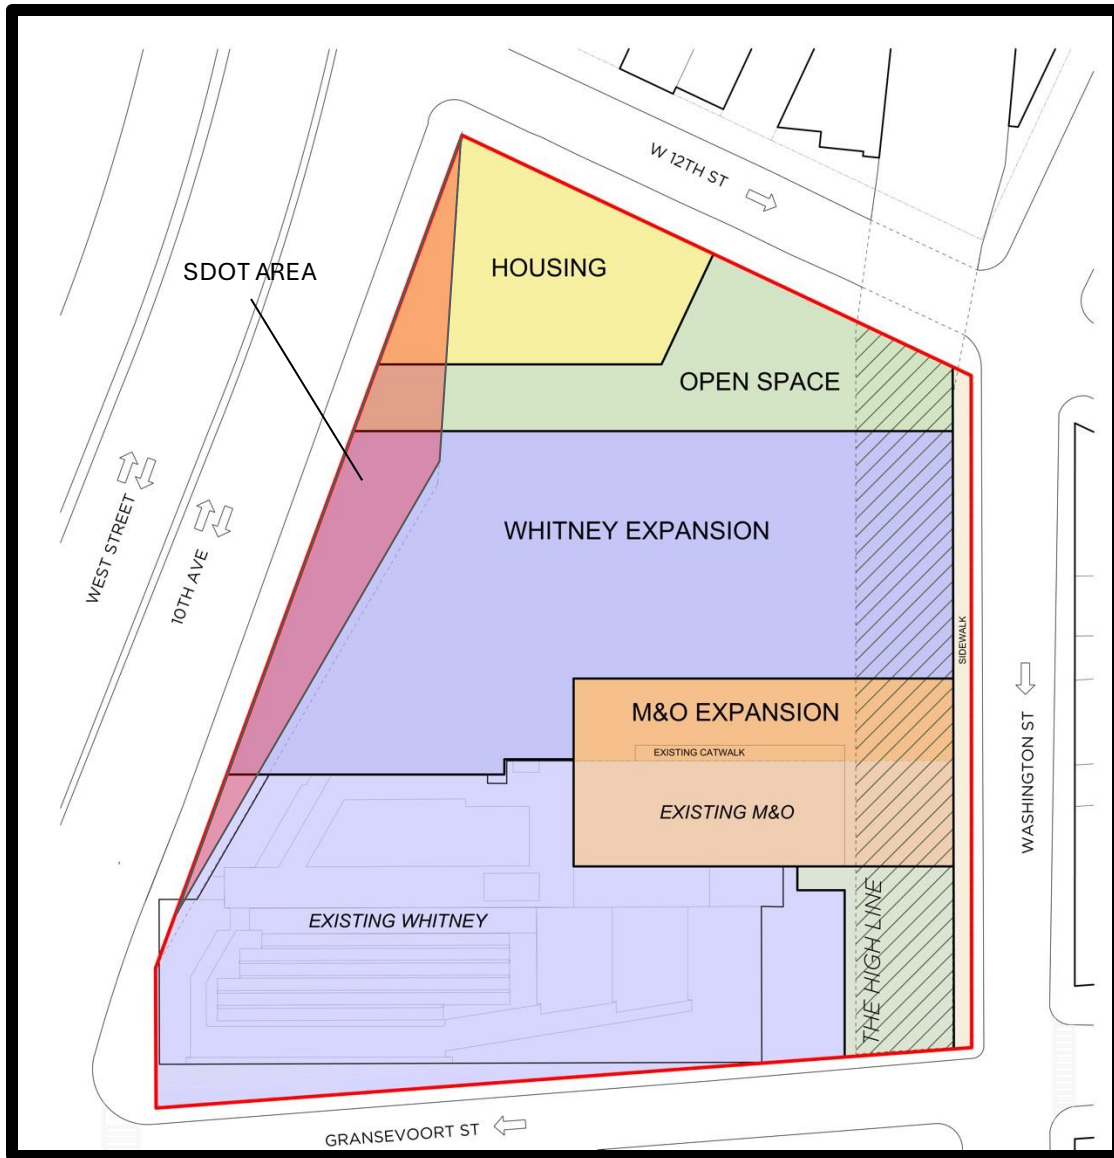 W 12TH ST
SDOT AREA
HOUSING
OPEN SPACE
WHITNEY EXPANSION
WEST STREET
10TH AVE
SIDEWALK
M&O EXPANSION
EXISTING CATWALK
EXISTING M&O
WASHINGTON ST
EXISTING WHITNEY
THE HIGH LINE
GRANSEVOORT ST